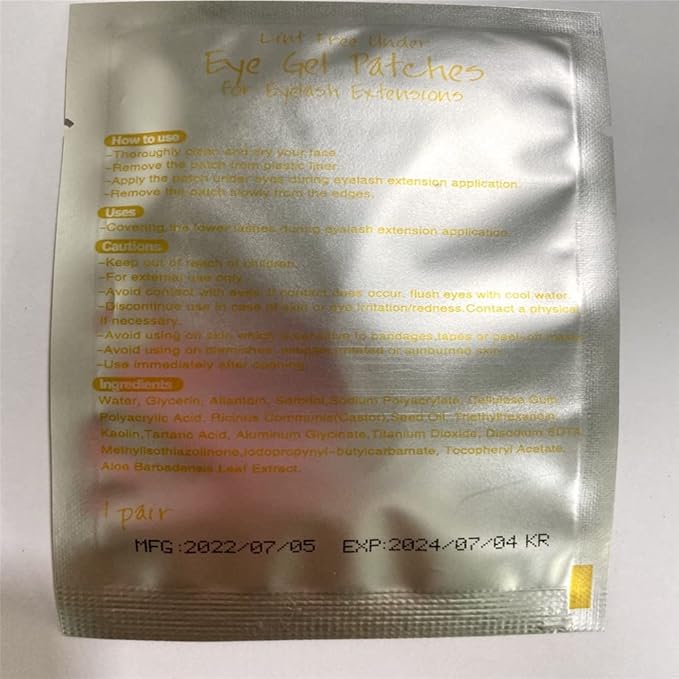 Lint Free Under
Eye Gel Patches
For Eyelash Extensions
How to use
-Thoroughly clean and dry your face
-Remove the patch from plastic liner
-Apply the patch under eyes during eyelash extension application.
-Remove the patch slowly from the edges.
Uses
-Covering the lower lashes during eyelash extension application.
Cautions
-Keep out of reach of children.
-For external use only
-Avoid contact with eyes. If contact does occur, flush eyes with cool water.
-Discontinue use in case of skin or eye irritation/redness.Contact a physical
if necessary.
-Avoid using on skin which is sensitive to bandages,tapes or peel-off masks
-Avoid using on blemishes, irritated or sunburned skin
-Use immediately after opening.
Ingredients
Water, Glycerin, Allantoin, Sodium Polyacrylate, Cellulose Gum,
Polyacrylic Acid, Ricinus Communis(Castor),Seed Oil, Triethylhexanoin,
Kaolin,Tartaric Acid, Aluminum Glycinate,Titanium Dioxide, Disodium EDTA,
Methylisothiazolinone,Iodopropynyl-butylcarbamate, Tocopheryl Acetate,
Aloe Barbadensis Leaf Extract.
1 pair
MFG:2022/07/05 EXP:2024/07/04 KR